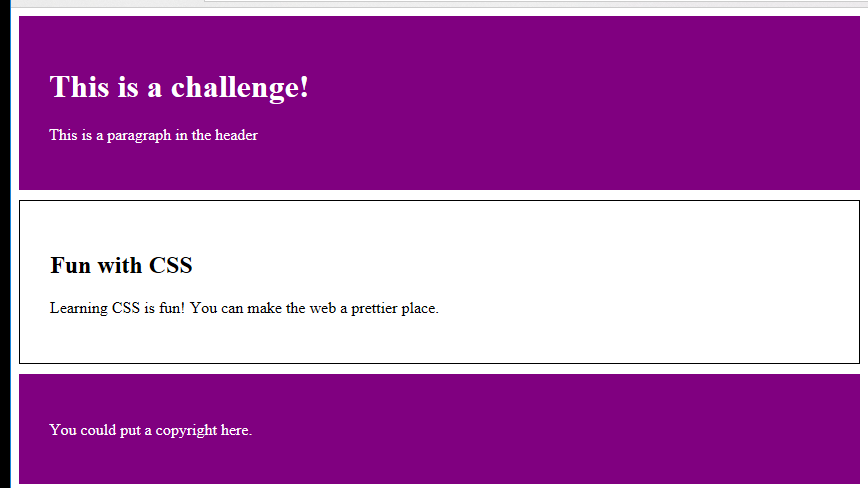 This is a challenge!
This is a paragraph in the header
Fun with CSS
Learning CSS is fun! You can make the web a prettier place.
You could put a copyright here.